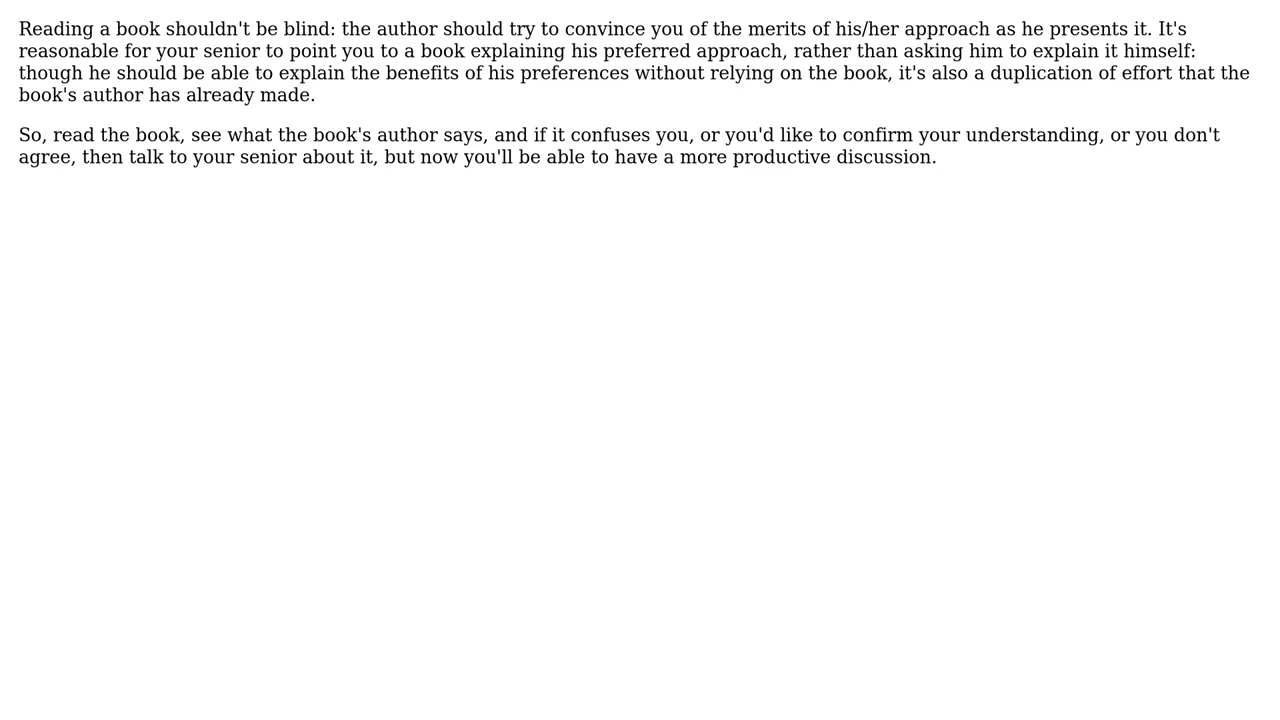 Reading a book shouldn't be blind: the author should try to convince you of the merits of his/her approach as he presents it. It's
reasonable for your senior to point you to a book explaining his preferred approach, rather than asking him to explain it himself:
though he should be able to explain the benefits of his preferences without relying on the book, it's also a duplication of effort that the
book's author has already made.
So, read the book, see what the book's author says, and if it confuses you, or you'd like to confirm your understanding, or you don't
agree, then talk to your senior about it, but now you'll be able to have a more productive discussion.